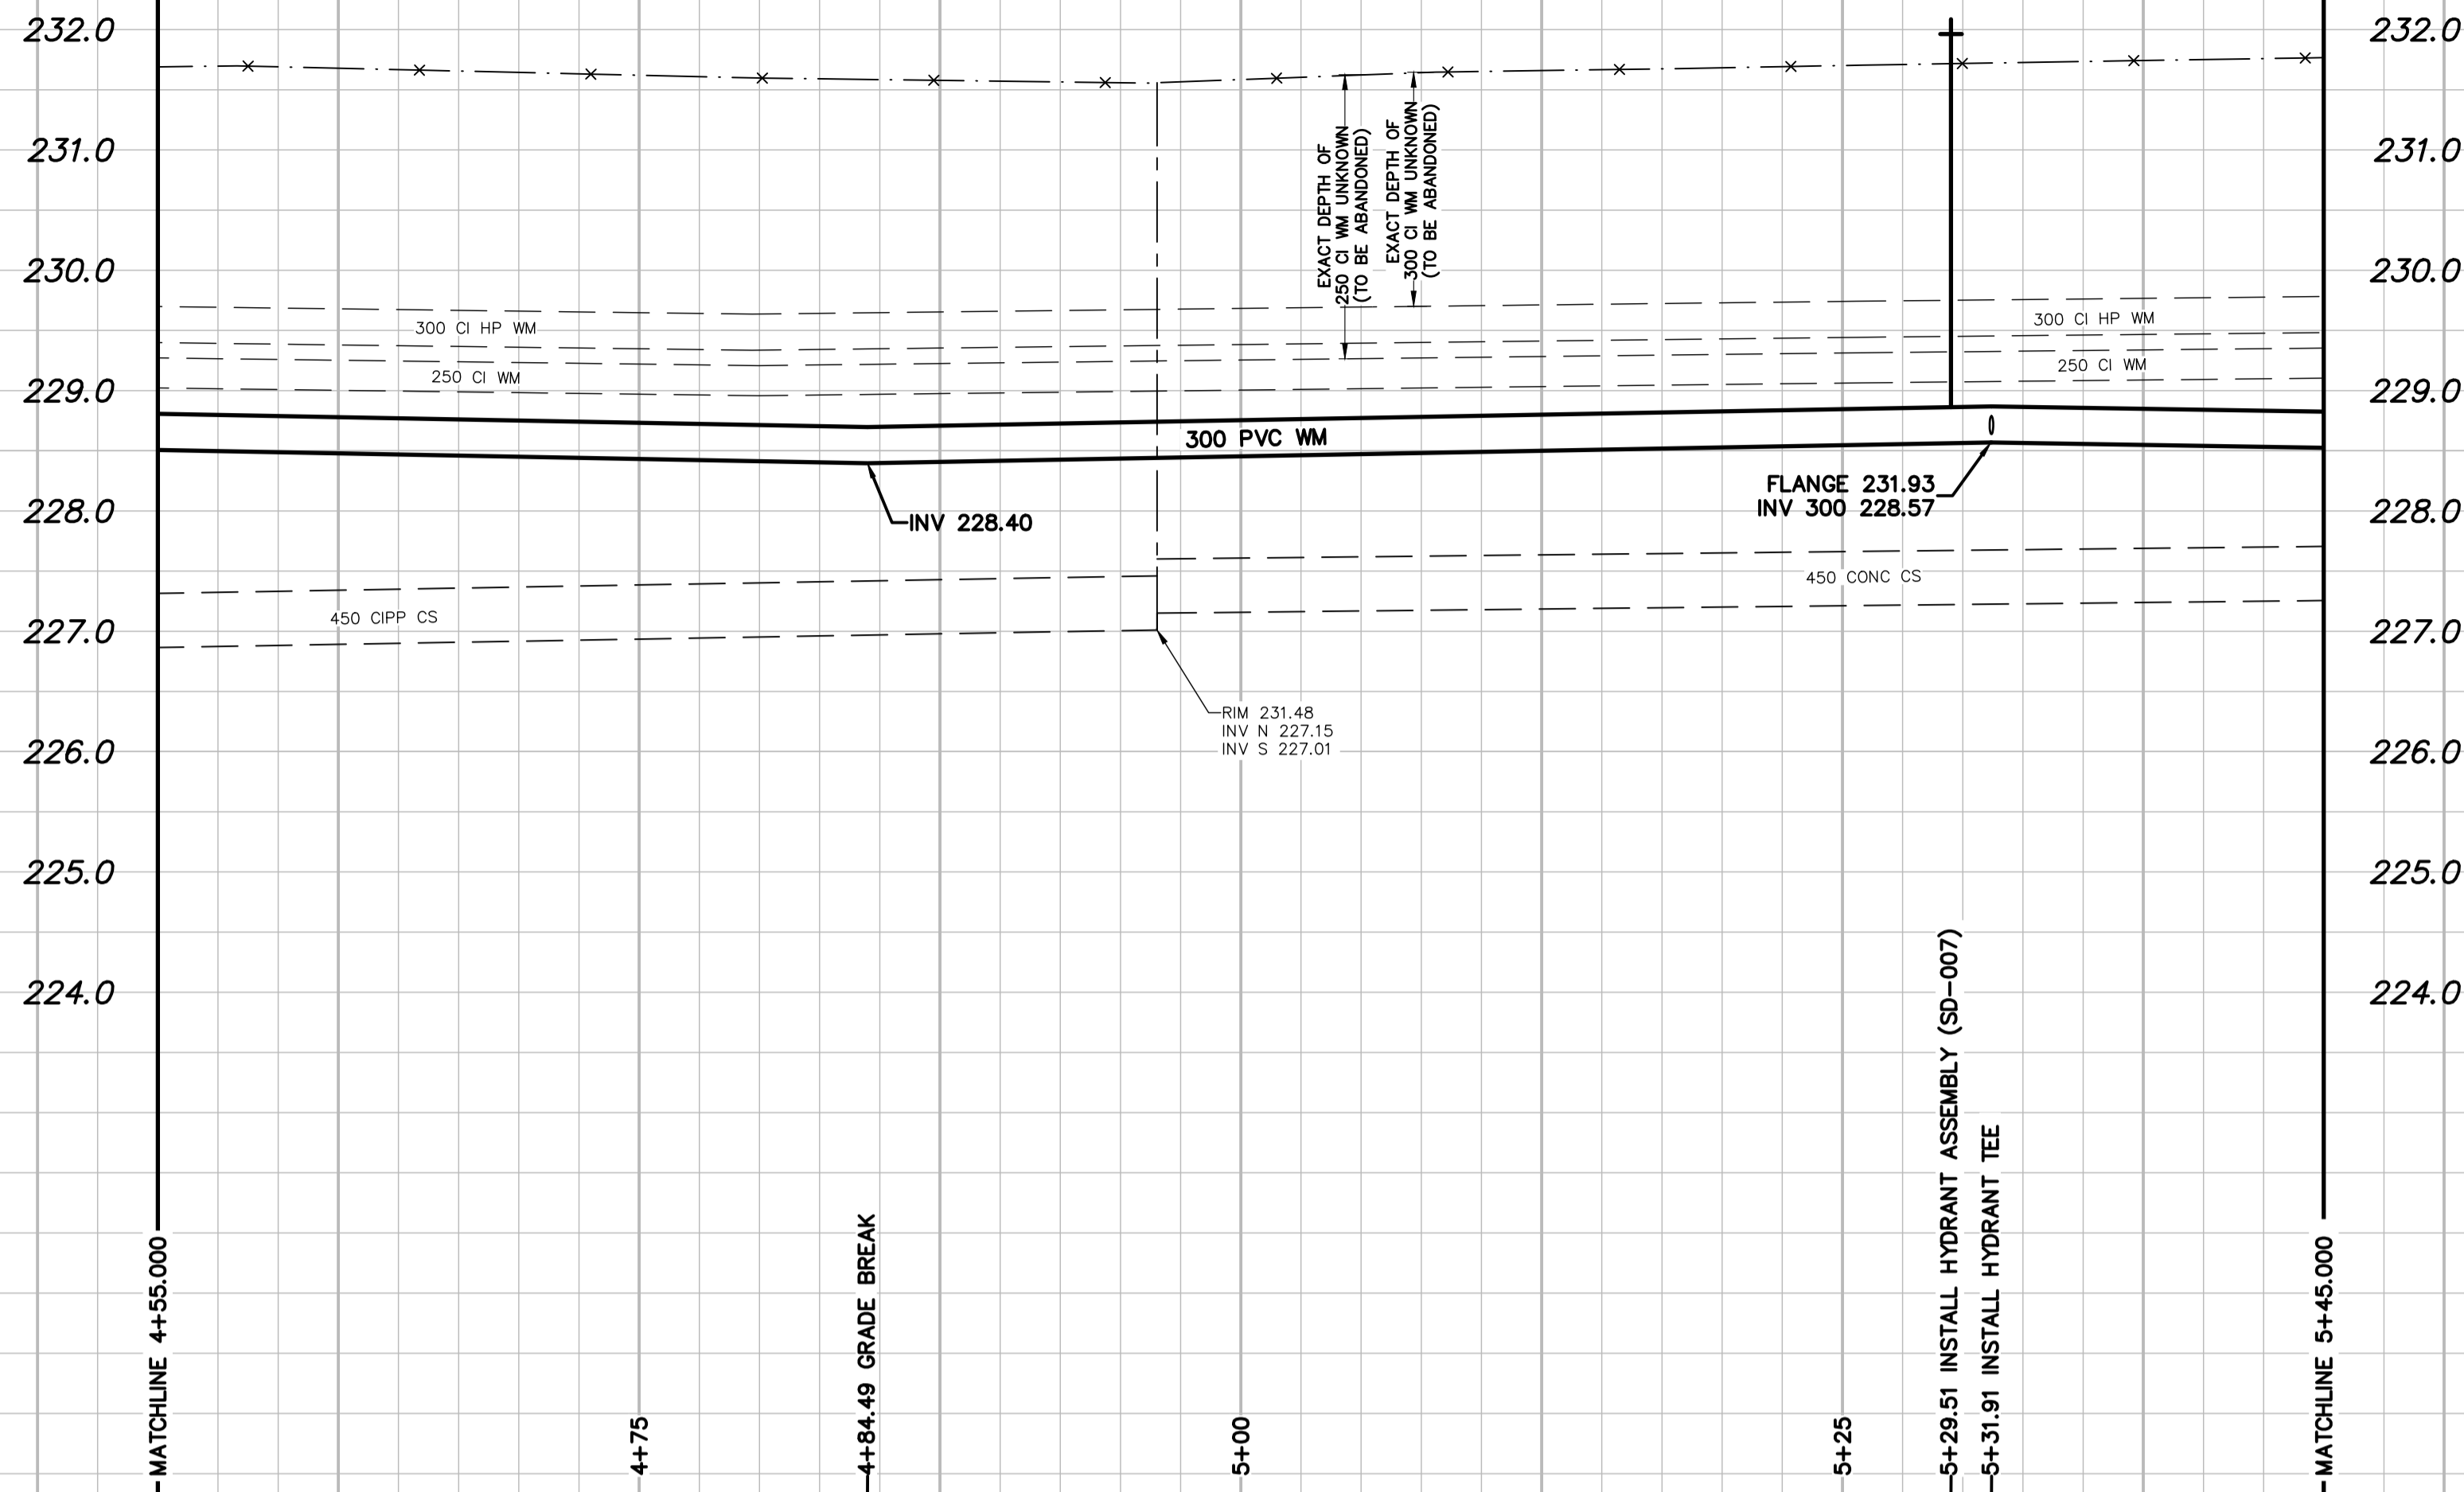 232.0
231.0
230.0
229.0
228.0
227.0
226.0
225.0
224.0
232.0
231.0
230.0
229.0
228.0
227.0
226.0
225.0
224.0
EXACT DEPTH OF
250 CI WM UNKNOWN
(TO BE ABANDONED)
EXACT DEPTH OF
300 CI WM UNKNOWN
(TO BE ABANDONED)
300 CI HP WM
300 CI HP WM
250 CI WM
250 CI WM
300 PVC WM
INV 228.40
FLANGE 231.93
INV 300 228.57
450 CIPP CS
450 CONC CS
RIM 231.48
INV N 227.15
INV S 227.01
MATCHLINE 4+55.000
4+75
4+84.49 GRADE BREAK
5+00
5+25
5+29.51 INSTALL HYDRANT ASSEMBLY (SD-007)
5+31.91 INSTALL HYDRANT TEE
MATCHLINE 5+45.000